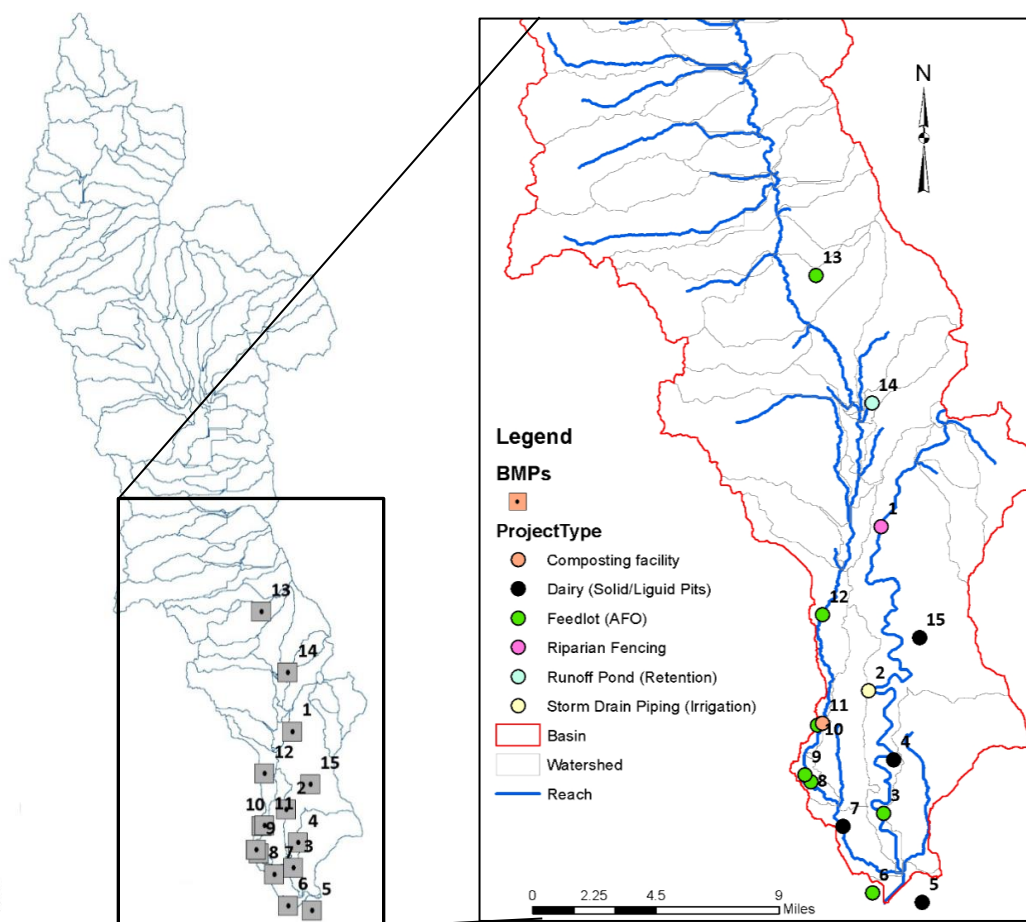 13
14
1
12
15
2
10
11
9
4
3
8
7
6
5
N
13
14
Legend
BMPs
ProjectType
Composting facility
Dairy (Solid/Liguid Pits)
Feedlot (AFO)
Riparian Fencing
Runoff Pond (Retention)
Storm Drain Piping (Irrigation)
Basin
Watershed
Reach
1
12
15
2
11
10
4
9
8
3
7
6
5
0 2.25 4.5 9
Miles